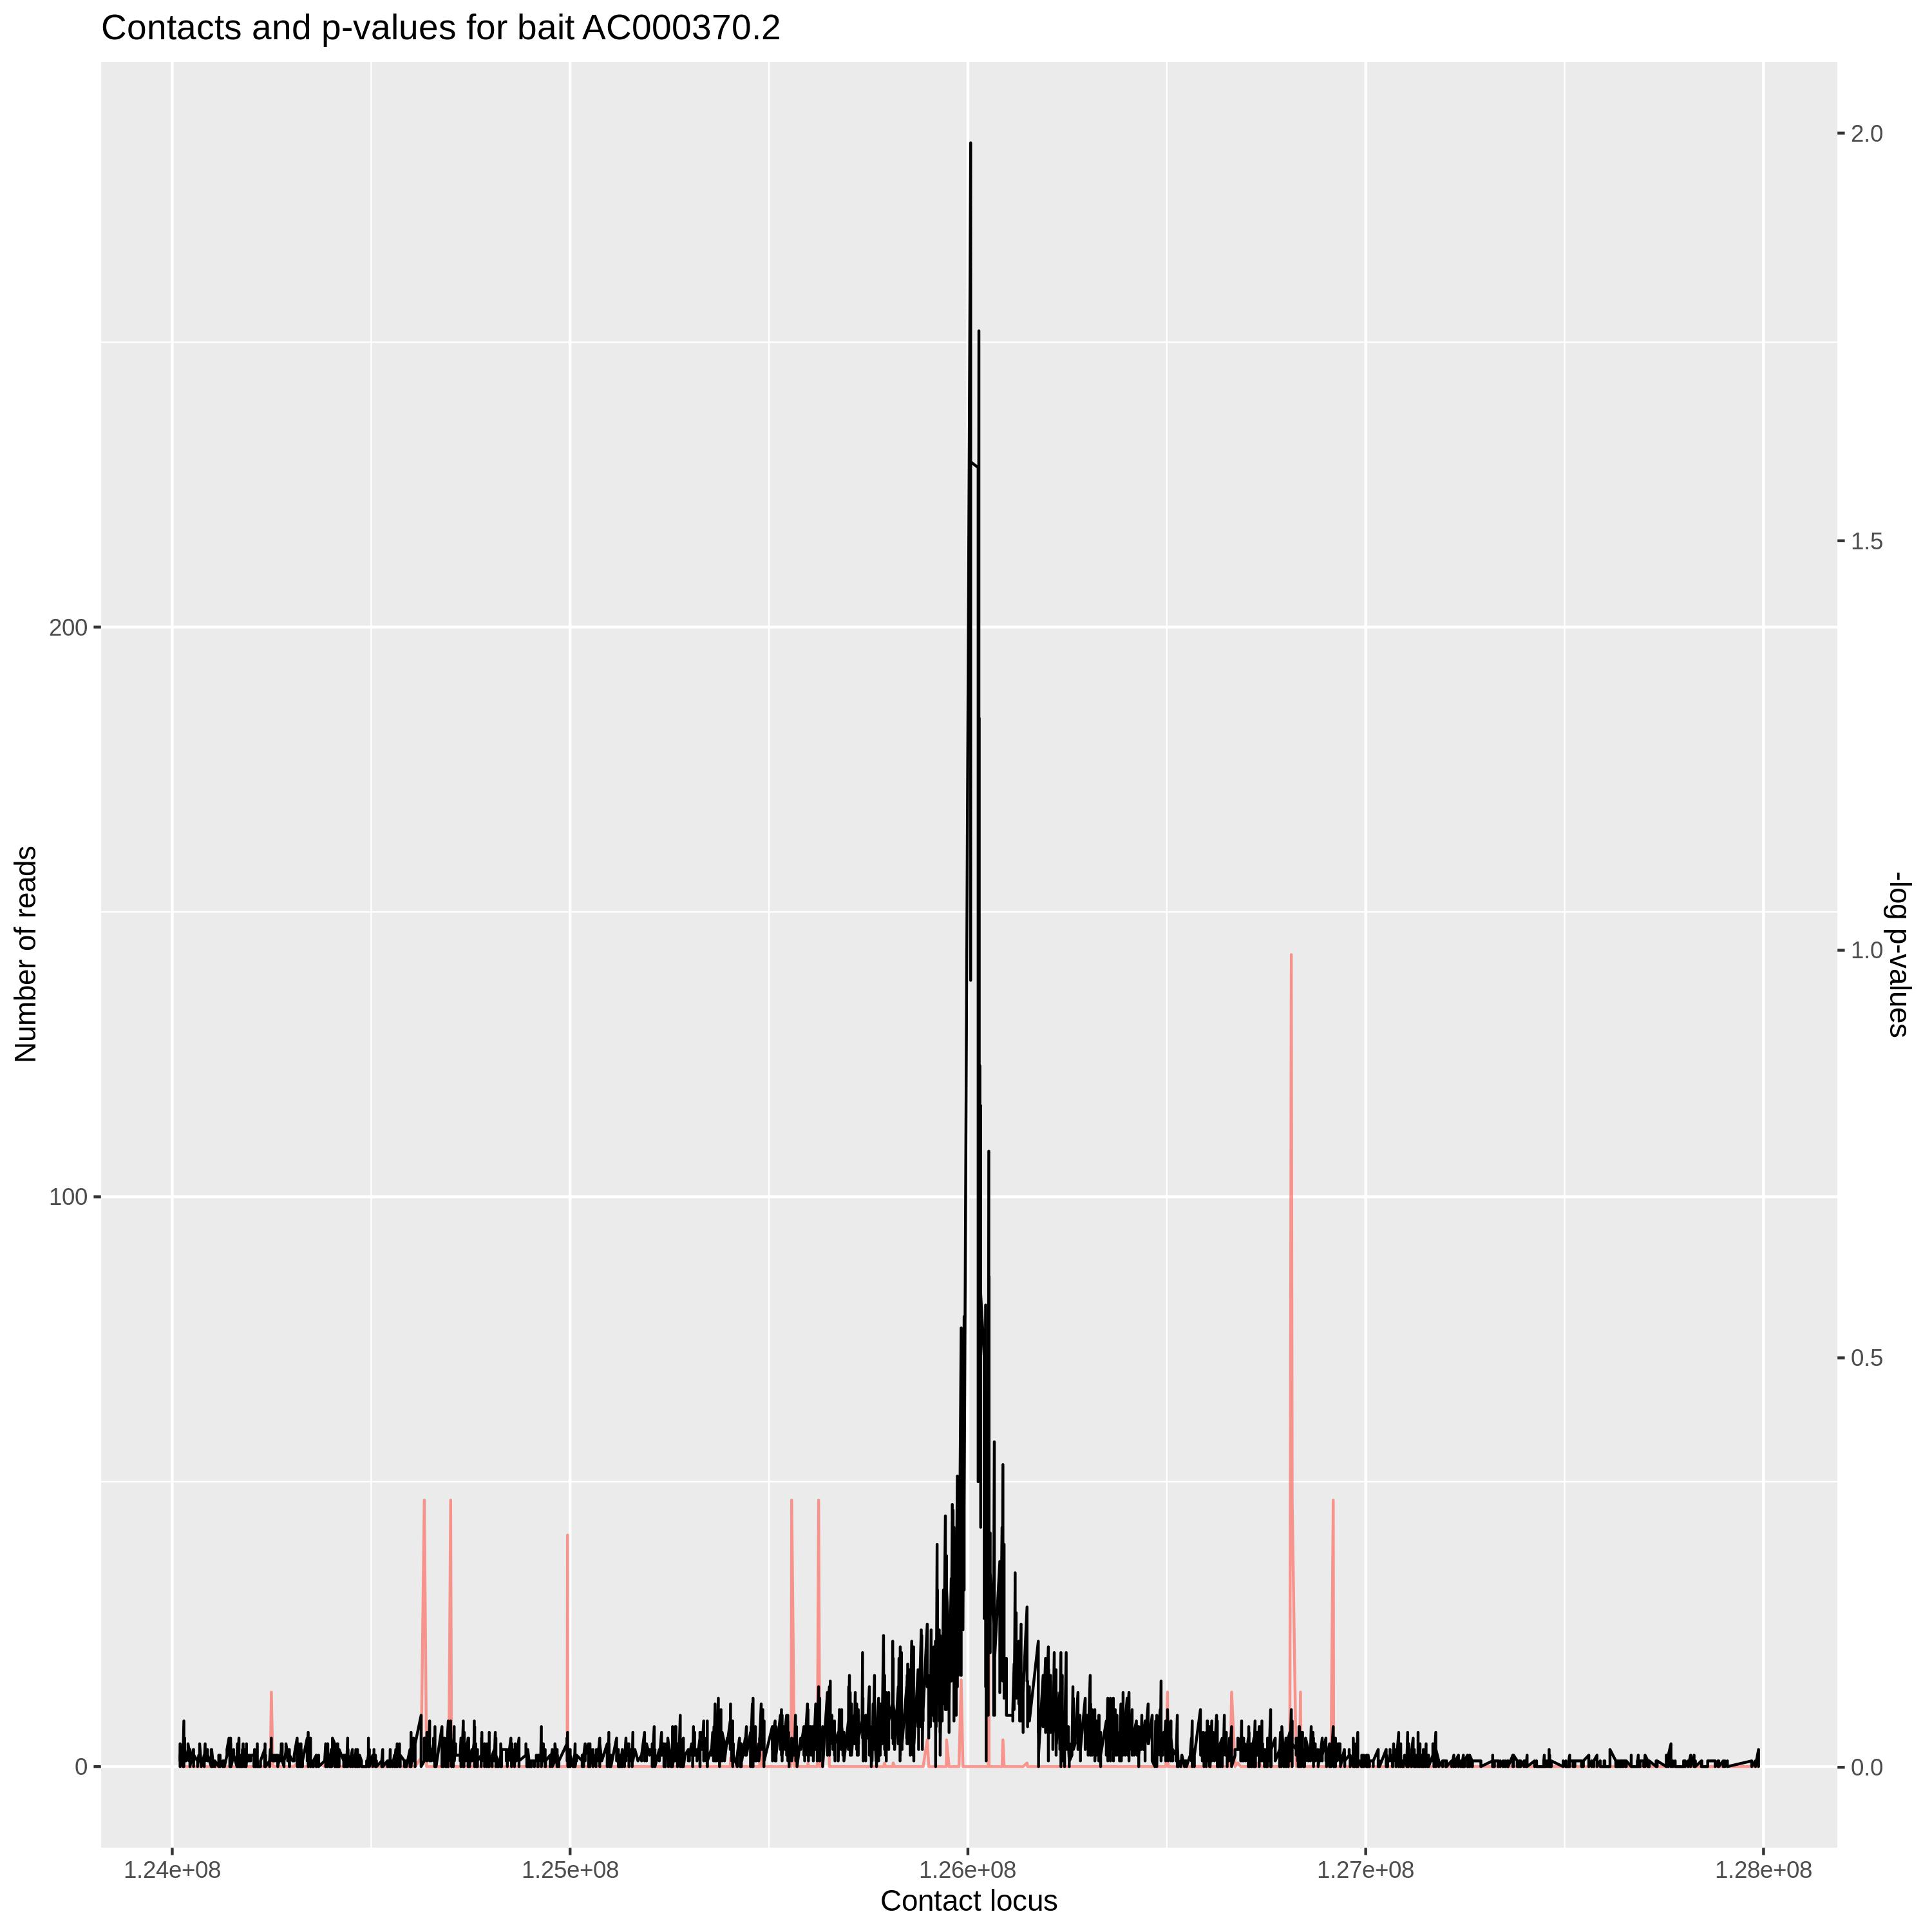 Contacts and p-values for bait AC000370.2
Number of reads
200
100
0
2.0
1.5
1.0
0.5
0.0
-log p-values
1.24e+08 1.25e+08 1.26e+08 1.27e+08 1.28e+08
Contact locus